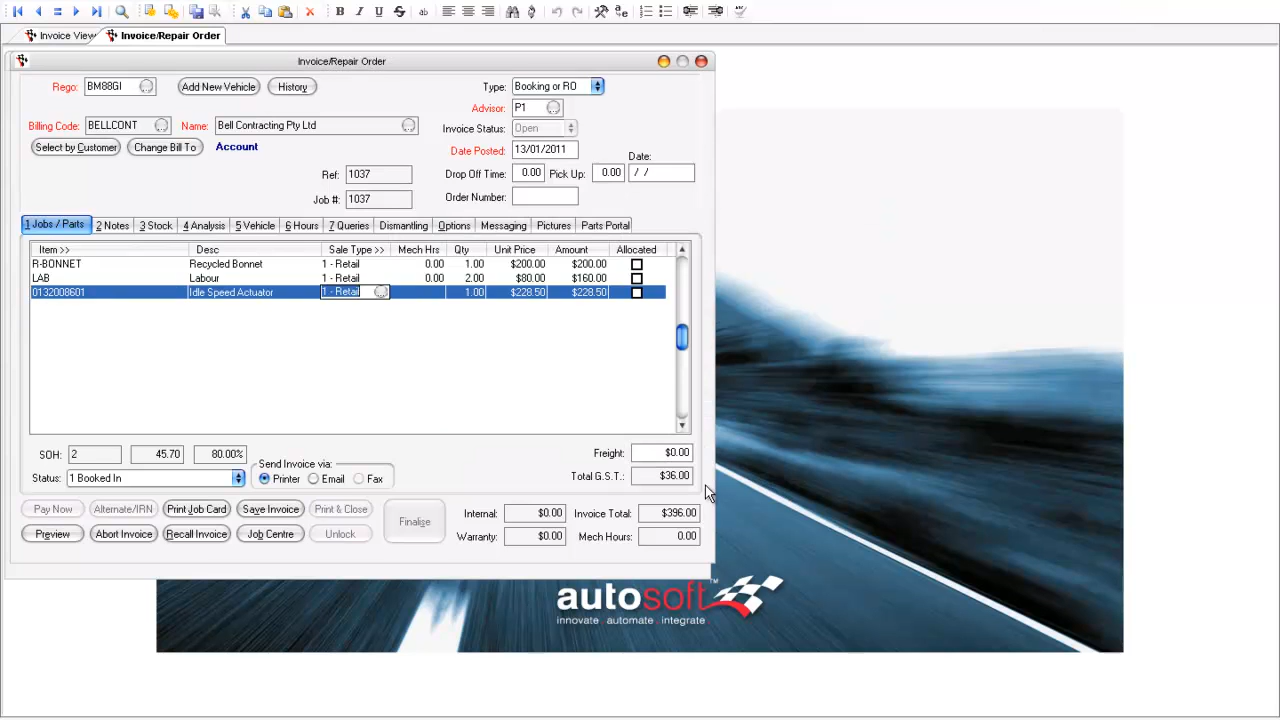 Invoice View
Invoice/Repair Order
Invoice/Repair Order
Rego: BM88GI Add New Vehicle History Type: Booking or RO
Advisor: P1
Billing Code: BELLCONT Name: Bell Contracting Pty Ltd Invoice Status: Open
Select by Customer Change Bill To Account Date Posted: 13/01/2011
Date:
Ref: 1037 Drop Off Time: 0.00 Pick Up: 0.00 / /
Job #: 1037 Order Number:
1 Jobs / Parts 2 Notes 3 Stock 4 Analysis 5 Vehicle 6 Hours 7 Queries Dismantling Options Messaging Pictures Parts Portal
Item >> Desc Sale Type >> Mech Hrs Qty Unit Price Amount Allocated
R-BONNET Recycled Bonnet 1 - Retail 0.00 1.00 $200.00 $200.00
LAB Labour 1 - Retail 0.00 2.00 $80.00 $160.00
0132008601 Idle Speed Actuator 1 - Retail 1.00 $228.50 $228.50
SOH: 2 45.70 80.00% Freight: $0.00
Send Invoice via:
Status: 1 Booked In Printer Email Fax Total G.S.T.: $36.00
Pay Now Alternate/IRN Print Job Card Save Invoice Print & Close Finalise Internal: $0.00 Invoice Total: $396.00
Preview Abort Invoice Recall Invoice Job Centre Unlock Warranty: $0.00 Mech Hours: 0.00
autosoft™
innovate . automate . integrate